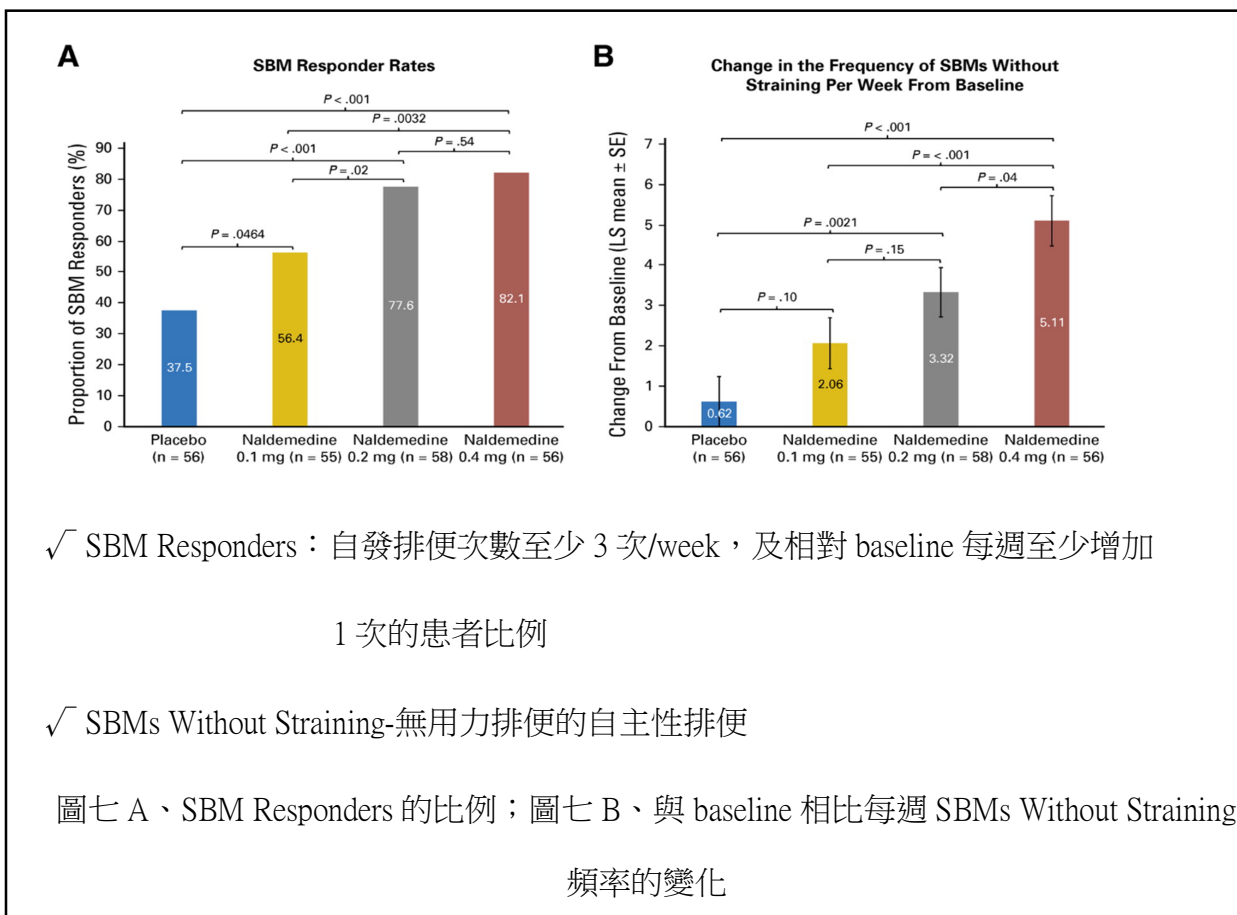 A
SBM Responder Rates
P < .001
P = .0032
P < .001
P = .54
P = .02
P = .0464
Proportion of SBM Responders (%)
90
80
70
60
50
40
30
20
10
0
37.5
56.4
77.6
82.1
Placebo Naldemedine Naldemedine Naldemedine
(n = 56) 0.1 mg (n = 55) 0.2 mg (n = 58) 0.4 mg (n = 56)
B
Change in the Frequency of SBMs Without
Straining Per Week From Baseline
P < .001
P = < .001
P = .04
P = .0021
P = .15
P = .10
Change From Baseline (LS mean ± SE)
7
6
5
4
3
2
1
0
0.62
2.06
3.32
5.11
Placebo Naldemedine Naldemedine Naldemedine
(n = 56) 0.1 mg (n = 55) 0.2 mg (n = 58) 0.4 mg (n = 56)
√ SBM Responders：自發排便次數至少 3 次/week，及相對 baseline 每週至少增加
1 次的患者比例
√ SBMs Without Straining-無用力排便的自主性排便
圖七 A、SBM Responders 的比例；圖七 B、與 baseline 相比每週 SBMs Without Straining
頻率的變化